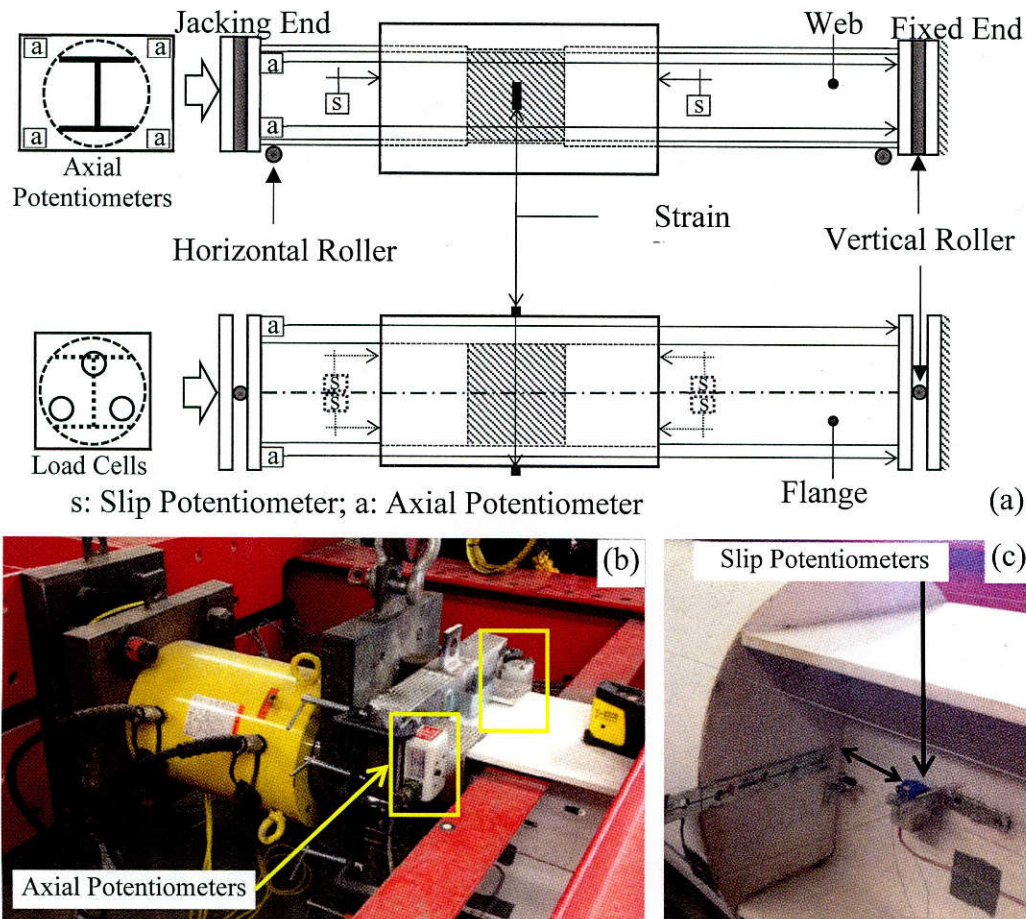 Jacking End
Web
Fixed End
a
a
a
a
a
a
s
s
Axial
Potentiometers
Horizontal Roller
Strain
Vertical Roller
a
a
s
s
s
s
Load Cells
Flange
s: Slip Potentiometer; a: Axial Potentiometer
(a)
(b)
Axial Potentiometers
Slip Potentiometers
(c)